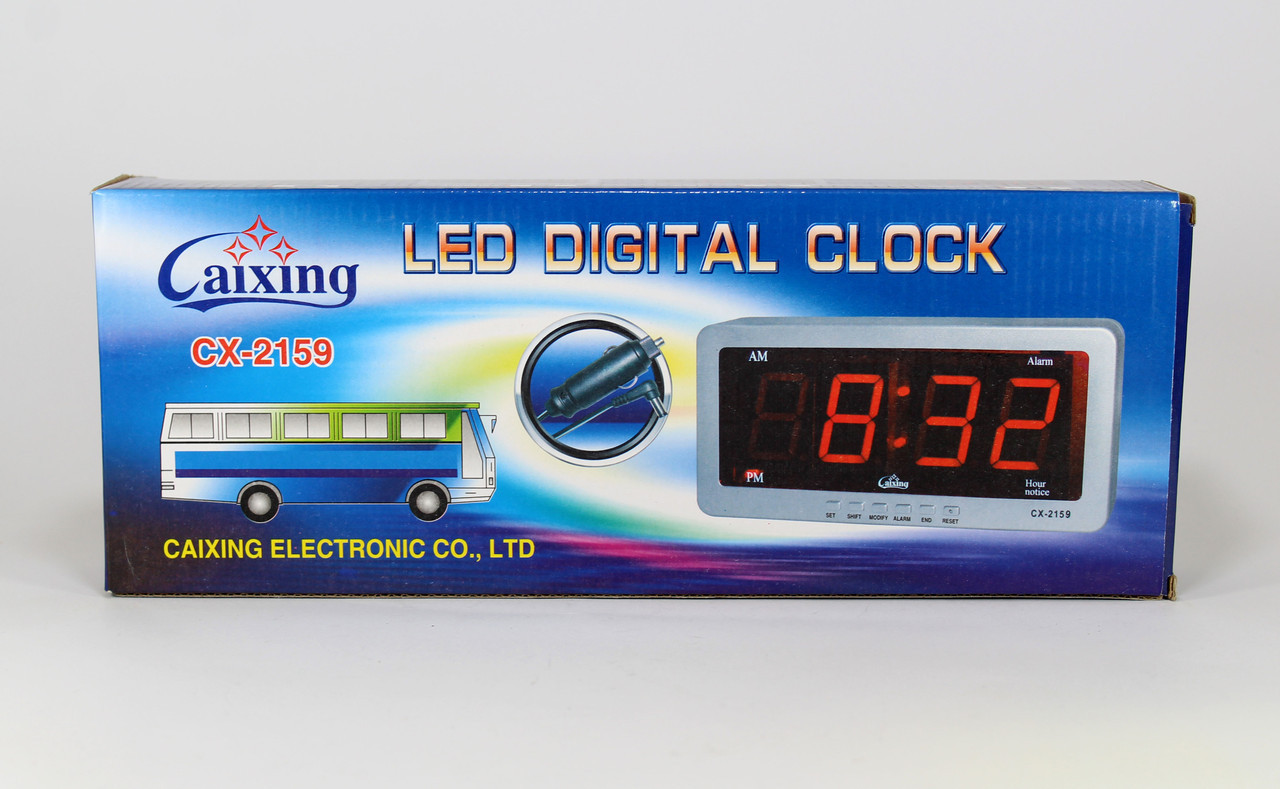 Caixing
LED DIGITAL CLOCK
CX-2159
AM
Alarm
8:32
PM
Caixing
Hour
notice
SET SHIFT MODIFY ALARM END RESET
CX-2159
CAIXING ELECTRONIC CO., LTD